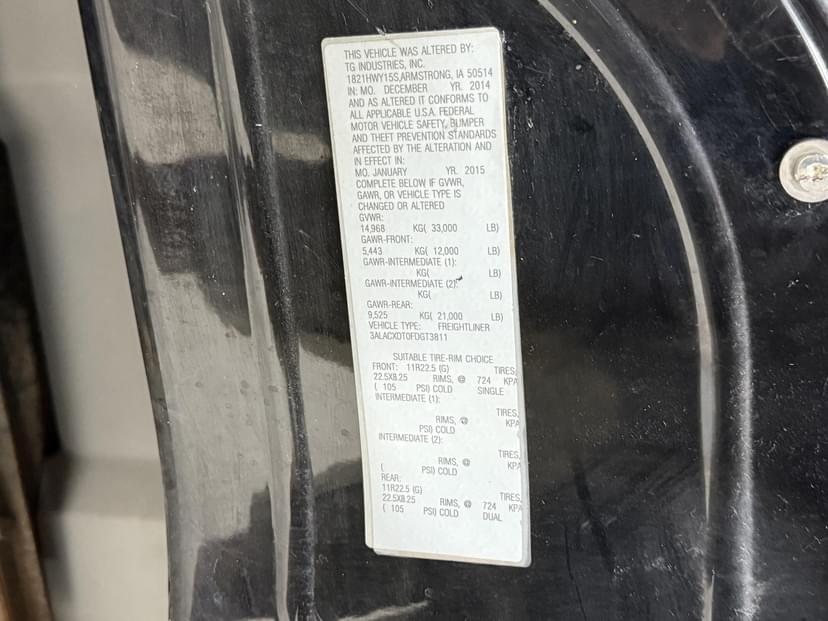 THIS VEHICLE WAS ALTERED BY:
TG INDUSTRIES, INC.
1821HWY15S,ARMSTRONG, IA 50514
IN: MO. DECEMBER YR. 2014
AND AS ALTERED IT CONFORMS TO
ALL APPLICABLE U.S.A. FEDERAL
MOTOR VEHICLE SAFETY, BUMPER
AND THEFT PREVENTION STANDARDS
AFFECTED BY THE ALTERATION AND
IN EFFECT IN:
MO. JANUARY YR. 2015
COMPLETE BELOW IF GVWR,
GAWR, OR VEHICLE TYPE IS
CHANGED OR ALTERED
GVWR:
14,968 KG( 33,000 LB)
GAWR-FRONT:
5,443 KG( 12,000 LB)
GAWR-INTERMEDIATE (1):
KG( LB)
GAWR-INTERMEDIATE (2):
KG( LB)
GAWR-REAR:
9,525 KG( 21,000 LB)
VEHICLE TYPE: FREIGHTLINER
3ALACXDT0FDGT3811
SUITABLE TIRE-RIM CHOICE
FRONT: 11R22.5 (G) TIRES,
22.5X8.25 RIMS, @ 724 KPA
( 105 PSI) COLD SINGLE
INTERMEDIATE (1):
TIRES,
RIMS, @ KPA
PSI) COLD
INTERMEDIATE (2):
TIRES,
RIMS, @ KPA
( PSI) COLD
REAR:
11R22.5 (G) TIRES,
22.5X8.25 RIMS, @ 724 KPA
( 105 PSI) COLD DUAL